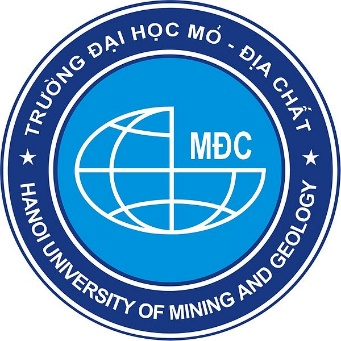 TRƯỜNG ĐẠI HỌC MỎ - ĐỊA CHẤT
MĐC
HANOI UNIVERSITY OF MINING AND GEOLOGY